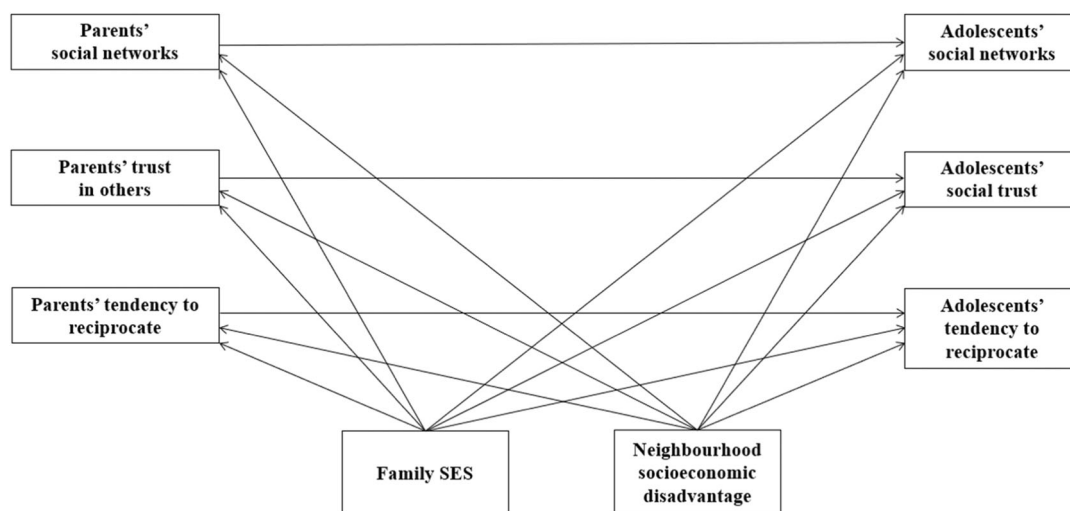 Parents’
social networks
Adolescents’
social networks
Parents’ trust
in others
Adolescents’
social trust
Parents’ tendency to
reciprocate
Adolescents’
tendency to
reciprocate
Family SES
Neighbourhood
socioeconomic
disadvantage